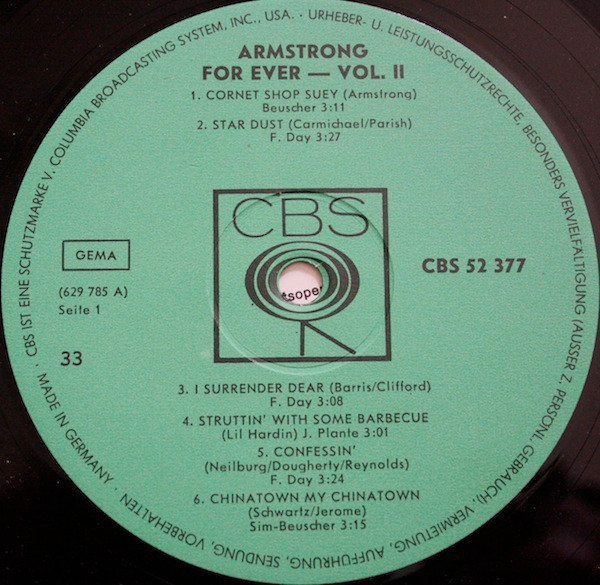 CBS IST EINE SCHUTZMARKE V. COLUMBIA BROADCASTING SYSTEM, INC., USA. · URHEBER- U. LEISTUNGSSCHUTZRECHTE, BESONDERS VERVIELFÄLTIGUNG (AUSSER Z. PERSÖNL. GEBRAUCH), VERMIETUNG, AUFFÜHRUNG, SENDUNG, VORBEHALTEN · MADE IN GERMANY ·
ARMSTRONG
FOR EVER — VOL. II
1. CORNET SHOP SUEY (Armstrong)
Beuscher 3:11
2. STAR DUST (Carmichael/Parish)
F. Day 3:27
CBS
GEMA
CBS 52 377
(629 785 A)
Seite 1
tsope
33
3. I SURRENDER DEAR (Barris/Clifford)
F. Day 3:08
4. STRUTTIN' WITH SOME BARBECUE
(Lil Hardin) J. Plante 3:01
5. CONFESSIN'
(Neilburg/Dougherty/Reynolds)
F. Day 3:24
6. CHINATOWN MY CHINATOWN
(Schwartz/Jerome)
Sim-Beuscher 3:15